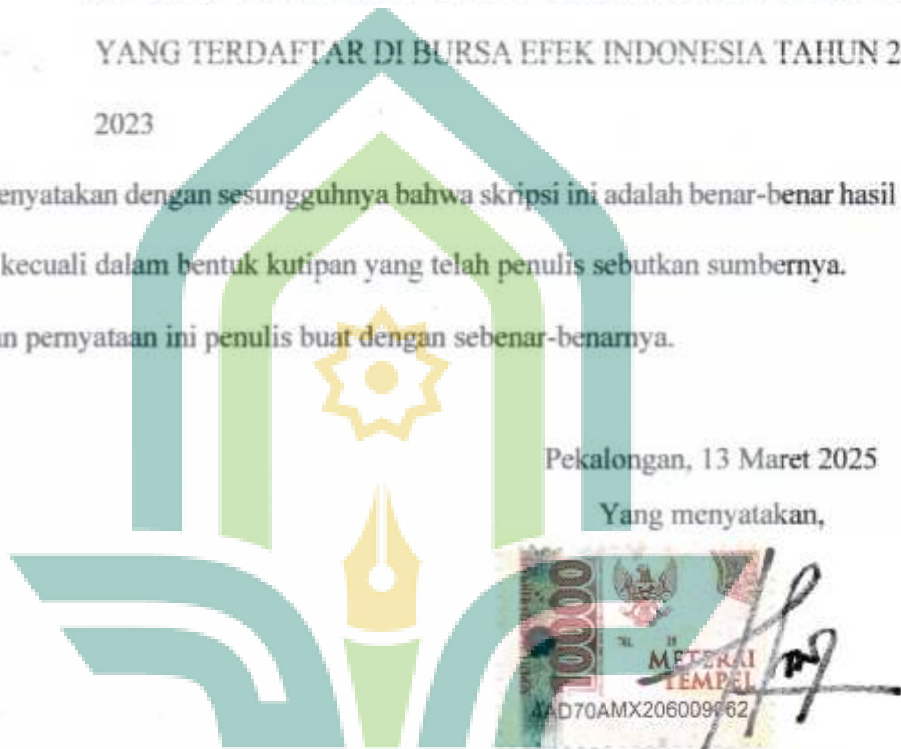 YANG TERDAFTAR DI BURSA EFEK INDONESIA TAHUN 2
2023
enyatakan dengan sesungguhnya bahwa skripsi ini adalah benar-benar hasil
kecuali dalam bentuk kutipan yang telah penulis sebutkan sumbernya.
an pernyataan ini penulis buat dengan sebenar-benarnya.
Pekalongan, 13 Maret 2025
Yang menyatakan,
10000
METERAI
TEMPEL
4AD70AMX206009962